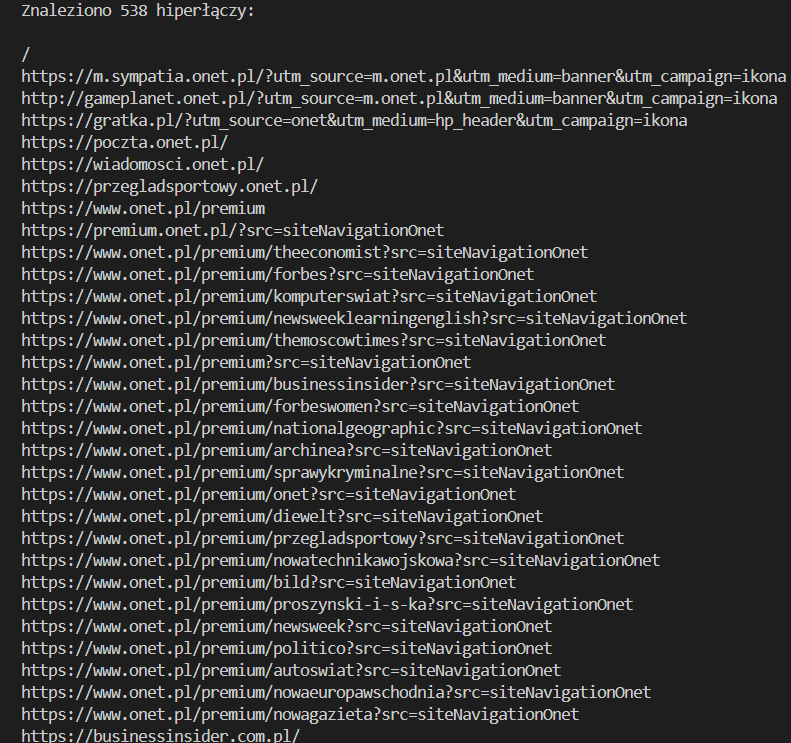 Znaleziono 538 hiperłączy:
/
https://m.sympatia.onet.pl/?utm_source=m.onet.pl&utm_medium=banner&utm_campaign=ikona
http://gameplanet.onet.pl/?utm_source=m.onet.pl&utm_medium=banner&utm_campaign=ikona
https://gratka.pl/?utm_source=onet&utm_medium=hp_header&utm_campaign=ikona
https://poczta.onet.pl/
https://wiadomosci.onet.pl/
https://przegladsportowy.onet.pl/
https://www.onet.pl/premium
https://premium.onet.pl/?src=siteNavigationOnet
https://www.onet.pl/premium/theeconomist?src=siteNavigationOnet
https://www.onet.pl/premium/forbes?src=siteNavigationOnet
https://www.onet.pl/premium/komputerswiat?src=siteNavigationOnet
https://www.onet.pl/premium/newsweeklearningenglish?src=siteNavigationOnet
https://www.onet.pl/premium/themoscowtimes?src=siteNavigationOnet
https://www.onet.pl/premium?src=siteNavigationOnet
https://www.onet.pl/premium/businessinsider?src=siteNavigationOnet
https://www.onet.pl/premium/forbeswomen?src=siteNavigationOnet
https://www.onet.pl/premium/nationalgeographic?src=siteNavigationOnet
https://www.onet.pl/premium/archinea?src=siteNavigationOnet
https://www.onet.pl/premium/sprawykryminalne?src=siteNavigationOnet
https://www.onet.pl/premium/onet?src=siteNavigationOnet
https://www.onet.pl/premium/diewelt?src=siteNavigationOnet
https://www.onet.pl/premium/przegladsportowy?src=siteNavigationOnet
https://www.onet.pl/premium/nowatechnikawojskowa?src=siteNavigationOnet
https://www.onet.pl/premium/bild?src=siteNavigationOnet
https://www.onet.pl/premium/proszynski-i-s-ka?src=siteNavigationOnet
https://www.onet.pl/premium/newsweek?src=siteNavigationOnet
https://www.onet.pl/premium/politico?src=siteNavigationOnet
https://www.onet.pl/premium/autoswiat?src=siteNavigationOnet
https://www.onet.pl/premium/nowaeuropawschodnia?src=siteNavigationOnet
https://www.onet.pl/premium/nowagazieta?src=siteNavigationOnet
https://businessinsider.com.pl/